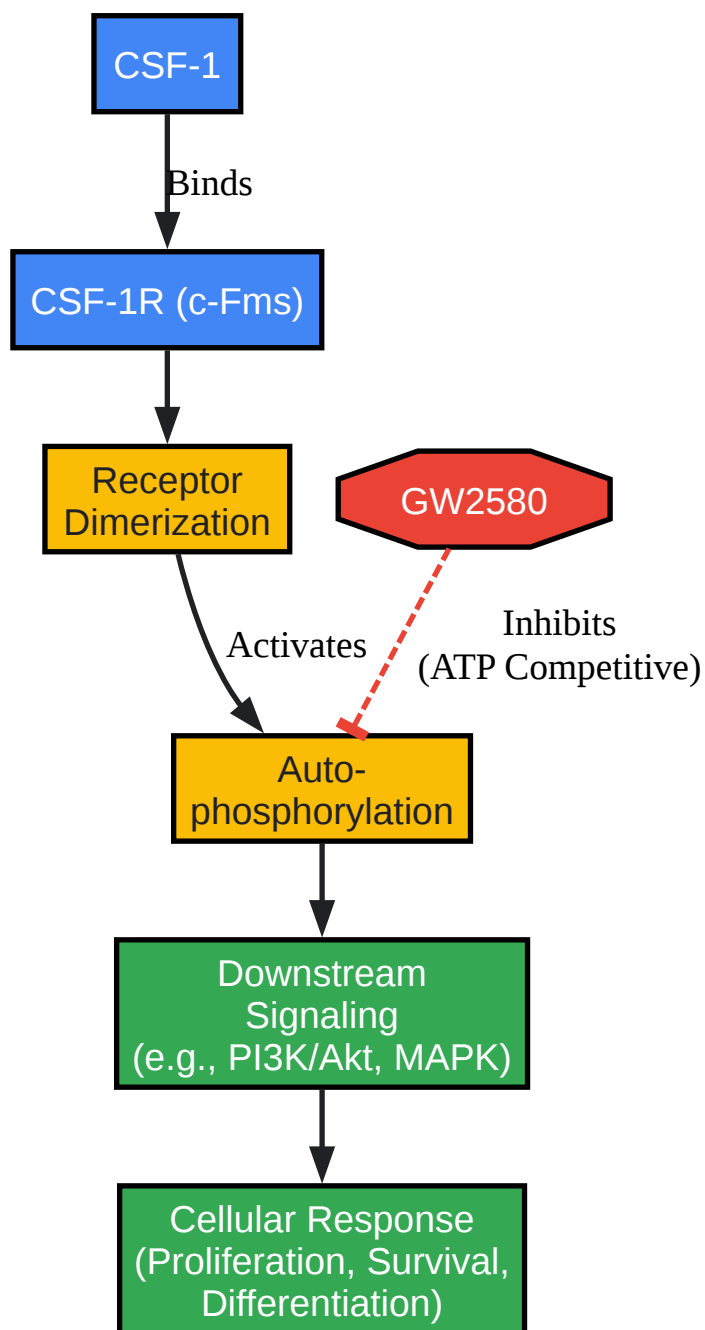 CSF-1
Binds
CSF-1R (c-Fms)
Receptor
Dimerization
GW2580
Activates
Inhibits
(ATP Competitive)
Auto-
phosphorylation
Downstream
Signaling
(e.g., PI3K/Akt, MAPK)
Cellular Response
(Proliferation, Survival,
Differentiation)